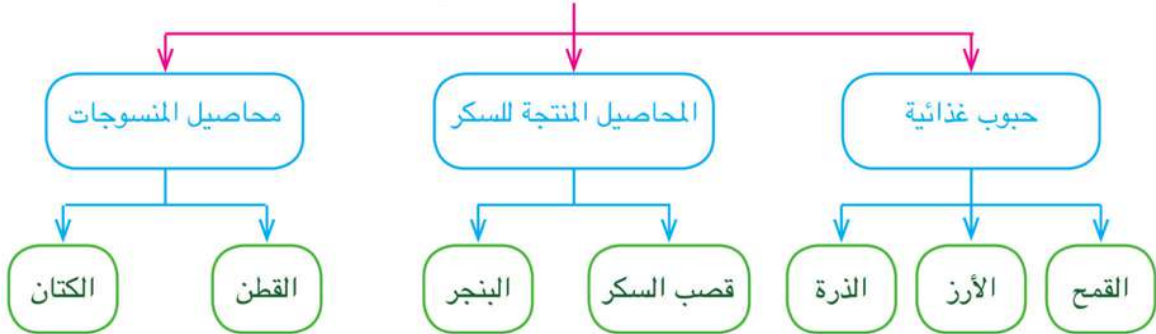 حبوب غذائية
المحاصيل المنتجة للسكر
محاصيل المنسوجات
القمح
الأرز
الذرة
قصب السكر
البنجر
القطن
الكتان